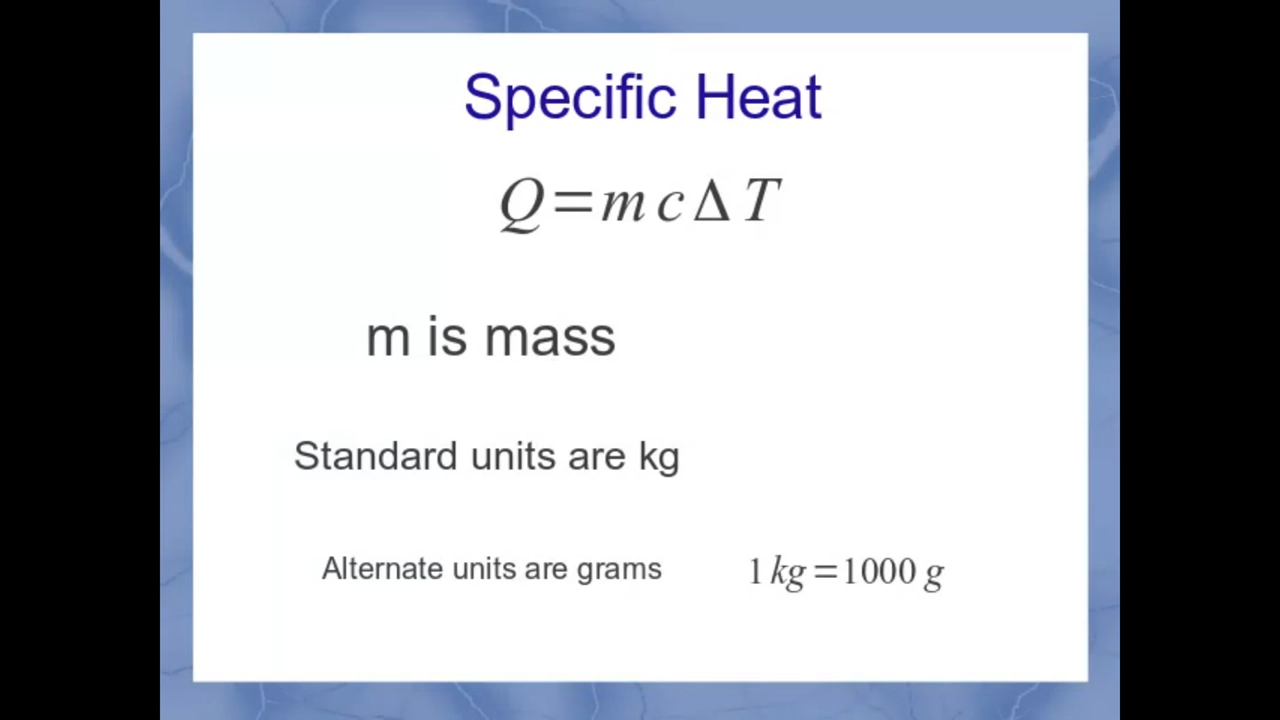 Specific Heat
Q=mcΔT
m is mass
Standard units are kg
Alternate units are grams 1 kg=1000 g